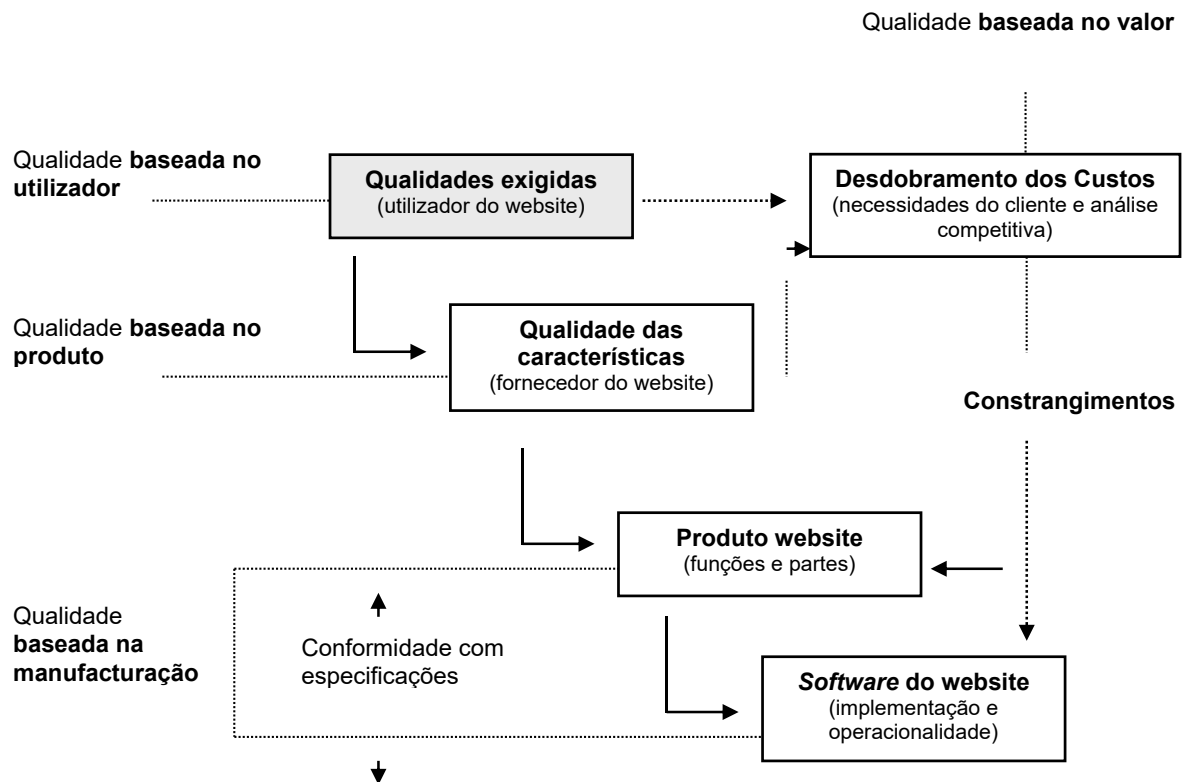 Qualidade baseada no valor
Qualidade baseada no
utilizador
Qualidades exigidas
(utilizador do website)
Desdobramento dos Custos
(necessidades do cliente e análise
competitiva)
Qualidade baseada no
produto
Qualidade das
características
(fornecedor do website)
Constrangimentos
Produto website
(funções e partes)
Qualidade
baseada na
manufacturação
Conformidade com
especificações
Software do website
(implementação e
operacionalidade)